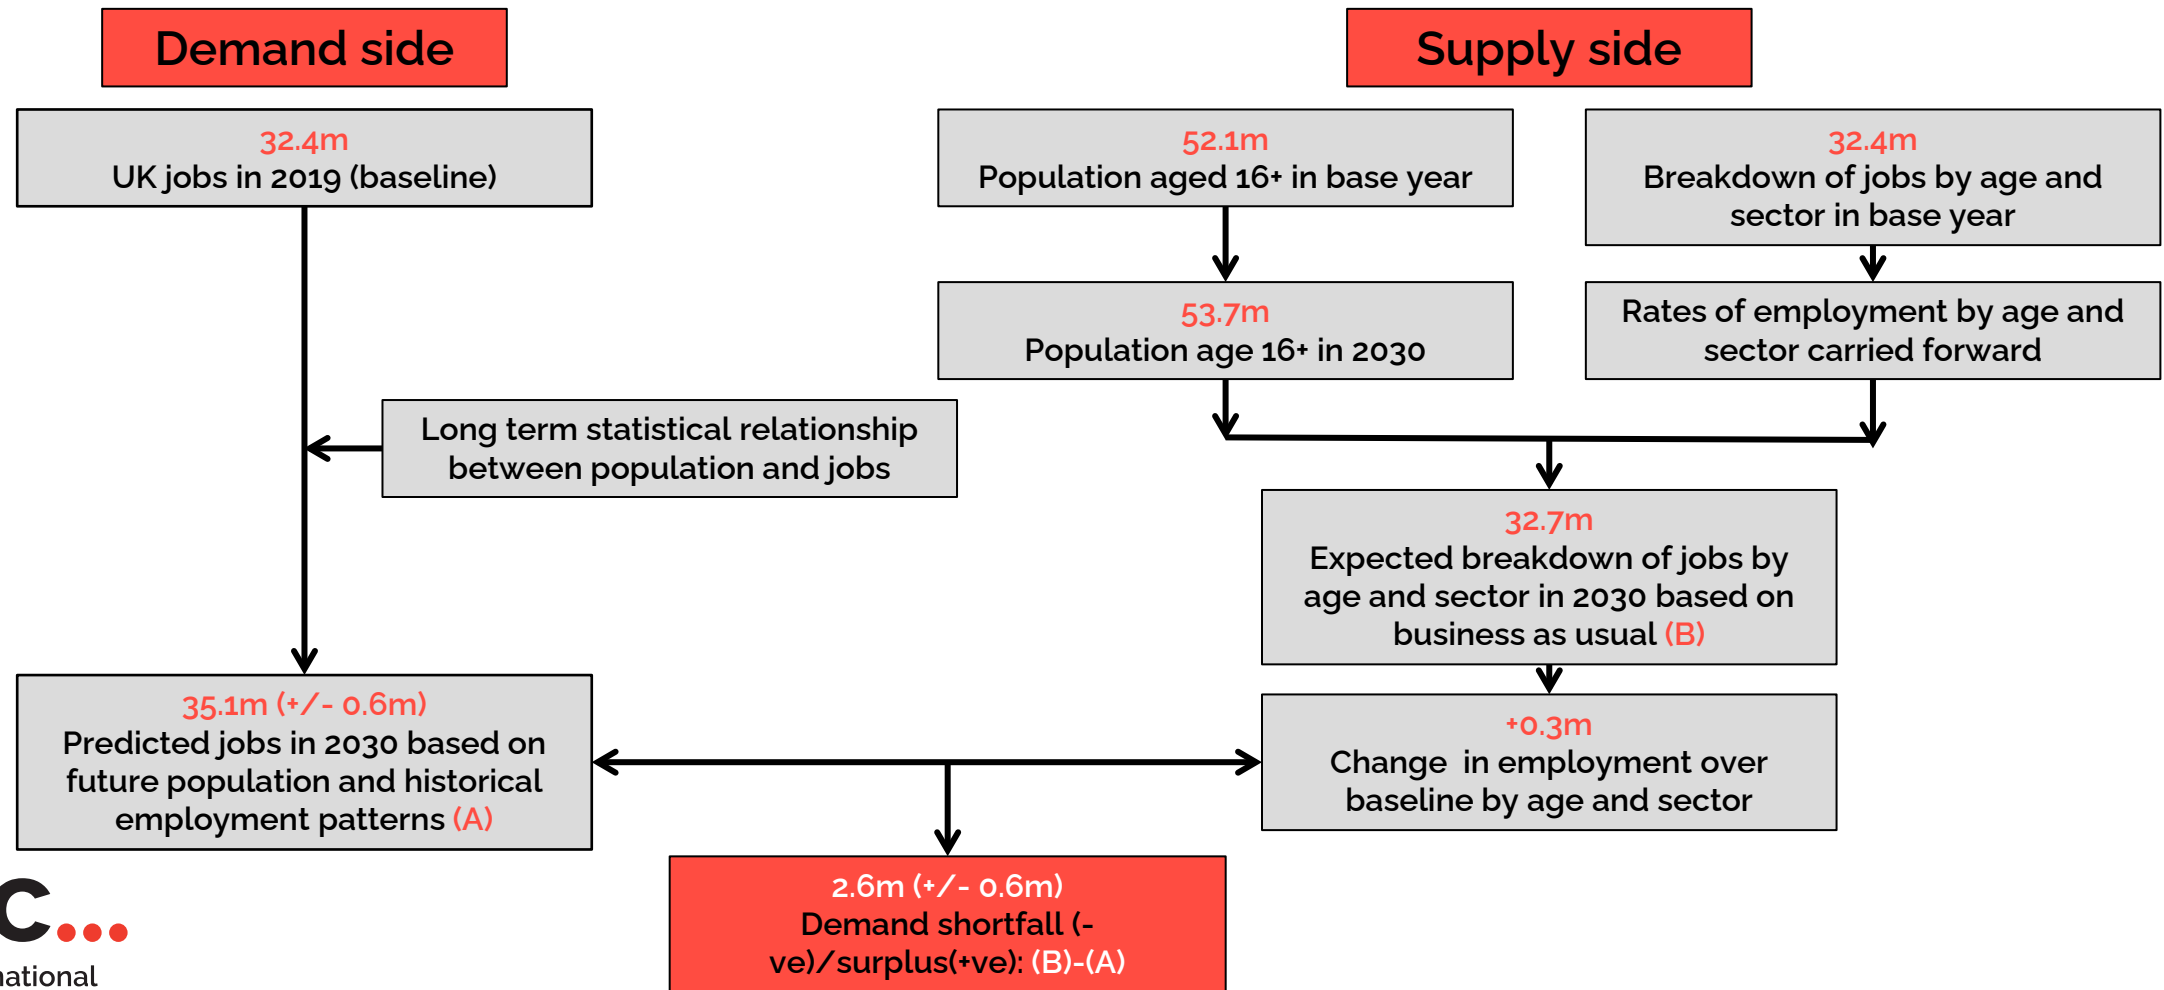 Demand side
32.4m
UK jobs in 2019 (baseline)
Long term statistical relationship
between population and jobs
35.1m (+/- 0.6m)
Predicted jobs in 2030 based on
future population and historical
employment patterns (A)
Supply side
52.1m
Population aged 16+ in base year
53.7m
Population age 16+ in 2030
32.4m
Breakdown of jobs by age and
sector in base year
Rates of employment by age and
sector carried forward
32.7m
Expected breakdown of jobs by
age and sector in 2030 based on
business as usual (B)
+0.3m
Change  in employment over
baseline by age and sector
2.6m (+/- 0.6m)
Demand shortfall (-
ve)/surplus(+ve): (B)-(A)
c...
national